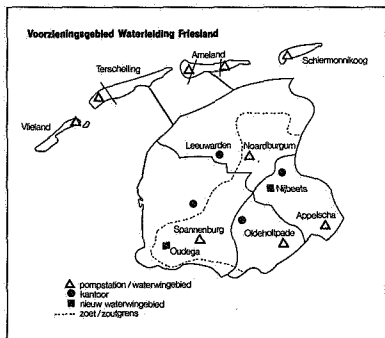 Voorzieningsgebied Waterleiding Friesland
Ameland
Schiermonnikoog
Terschelling
Vlieland
Leeuwarden
Noardburgum
Nijbeets
Appelscha
Spannenburg
Oldeholtpade
Oudega
pompstation / waterwingebied
kantoor
nieuw waterwingebied
zoet / zoutgrens